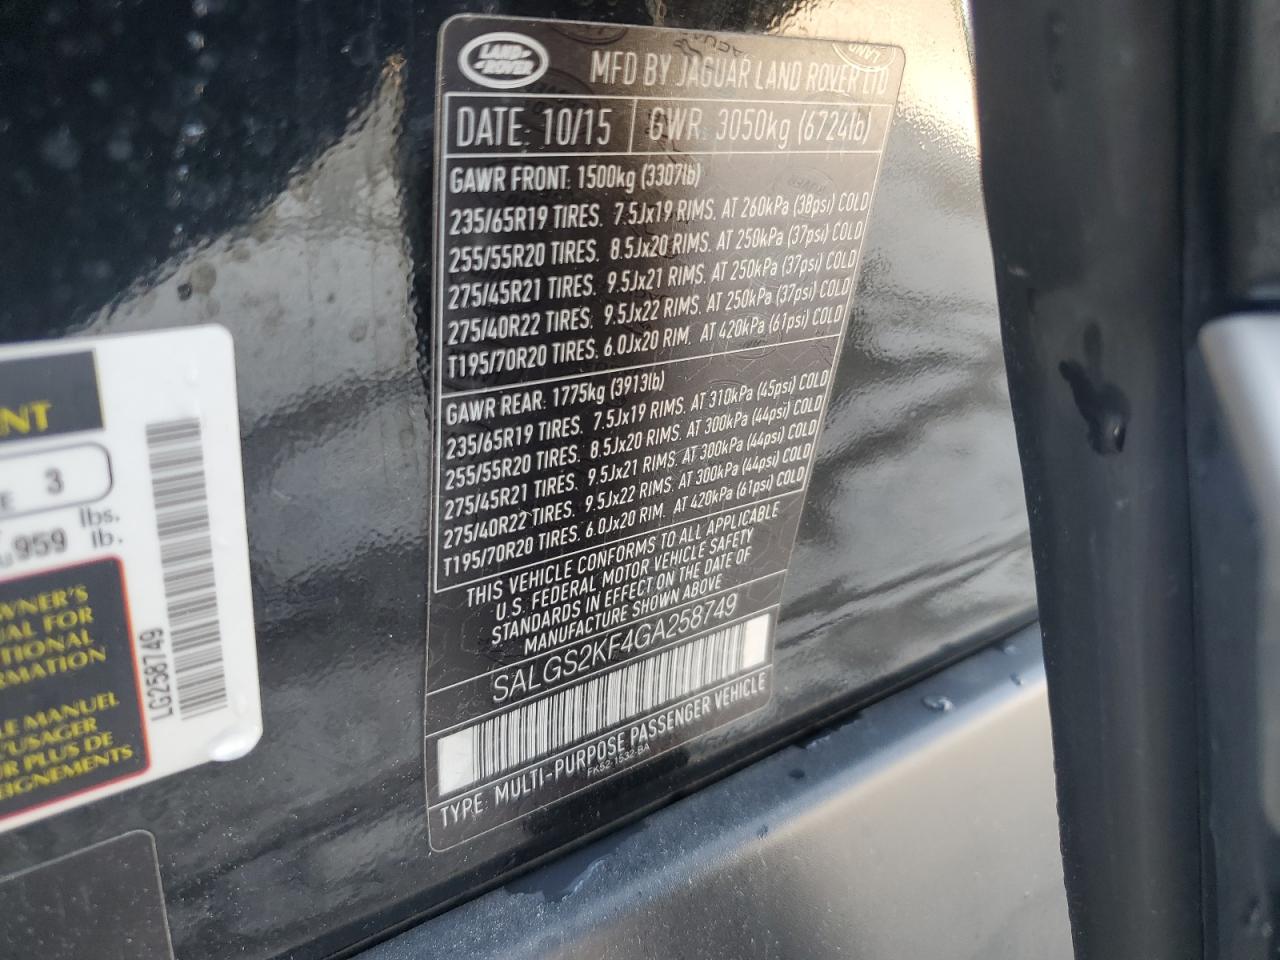 LAND
ROVER
MFD BY JAGUAR LAND ROVER LTD
DATE: 10/15 GWR 3050kg (6724lb)
GAWR FRONT: 1500kg (3307lb)
235/65R19 TIRES. 7.5Jx19 RIMS. AT 260kPa (38psi) COLD
255/55R20 TIRES. 8.5Jx20 RIMS. AT 250kPa (37psi) COLD
275/45R21 TIRES. 9.5Jx21 RIMS. AT 250kPa (37psi) COLD
275/40R22 TIRES. 9.5Jx22 RIMS. AT 250kPa (37psi) COLD
T195/70R20 TIRES. 6.0Jx20 RIM. AT 420kPa (61psi) COLD
GAWR REAR: 1775kg (3913lb)
235/65R19 TIRES. 7.5Jx19 RIMS. AT 310kPa (45psi) COLD
255/55R20 TIRES. 8.5Jx20 RIMS. AT 300kPa (44psi) COLD
275/45R21 TIRES. 9.5Jx21 RIMS. AT 300kPa (44psi) COLD
275/40R22 TIRES. 9.5Jx22 RIMS. AT 300kPa (44psi) COLD
T195/70R20 TIRES. 6.0Jx20 RIM. AT 420kPa (61psi) COLD
THIS VEHICLE CONFORMS TO ALL APPLICABLE
U.S. FEDERAL MOTOR VEHICLE SAFETY
STANDARDS IN EFFECT ON THE DATE OF
MANUFACTURE SHOWN ABOVE
SALGS2KF4GA258749
TYPE: MULTI-PURPOSE PASSENGER VEHICLE
FK52-1532-BA
3
959 lbs.
lb.
OWNER'S
UAL FOR
TIONAL
ORMATION
LE MANUEL
L'USAGER
R PLUS DE
EIGNEMENTS.
LG258749